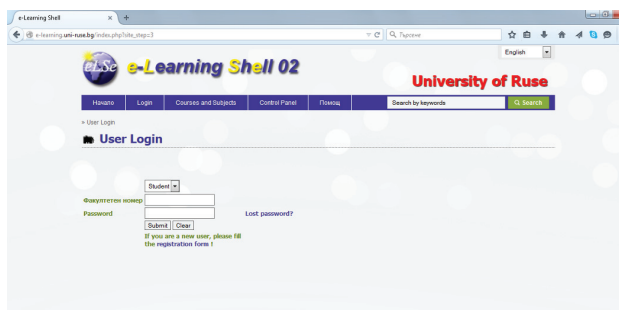 e-Learning Shell
e-learning.uni-ruse.bg/index.php?site_step=3
Търсене
English
eLSe e-Learning Shell 02
University of Ruse
Начало Login Courses and Subjects Control Panel Помощ Search by keywords Search
» User Login
User Login
Student
Факултетен номер
Password Lost password?
Submit Clear
If you are a new user, please fill
the registration form !